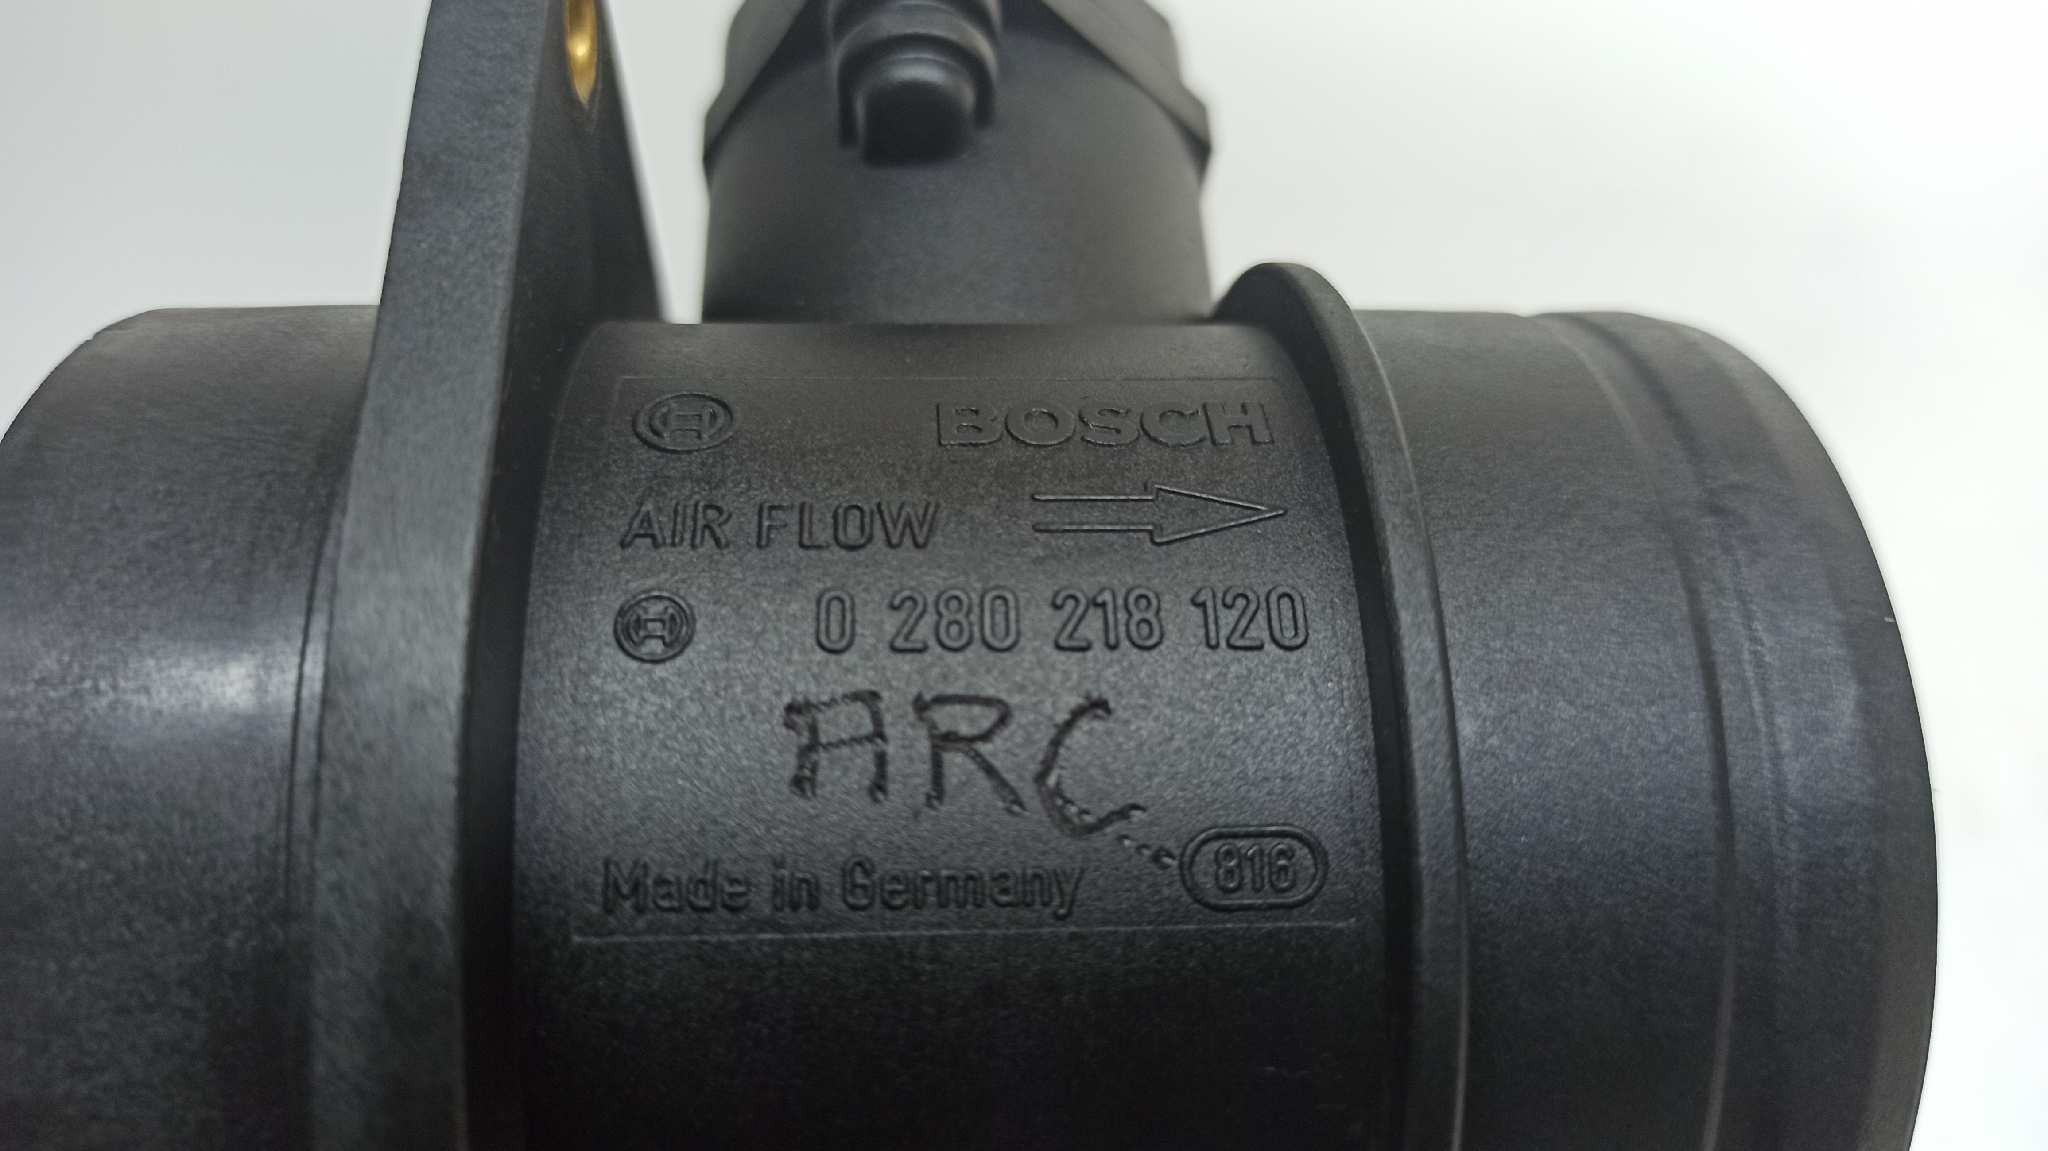 BOSCH
AIR FLOW
0 280 218 120
ARC
Made in Germany 816